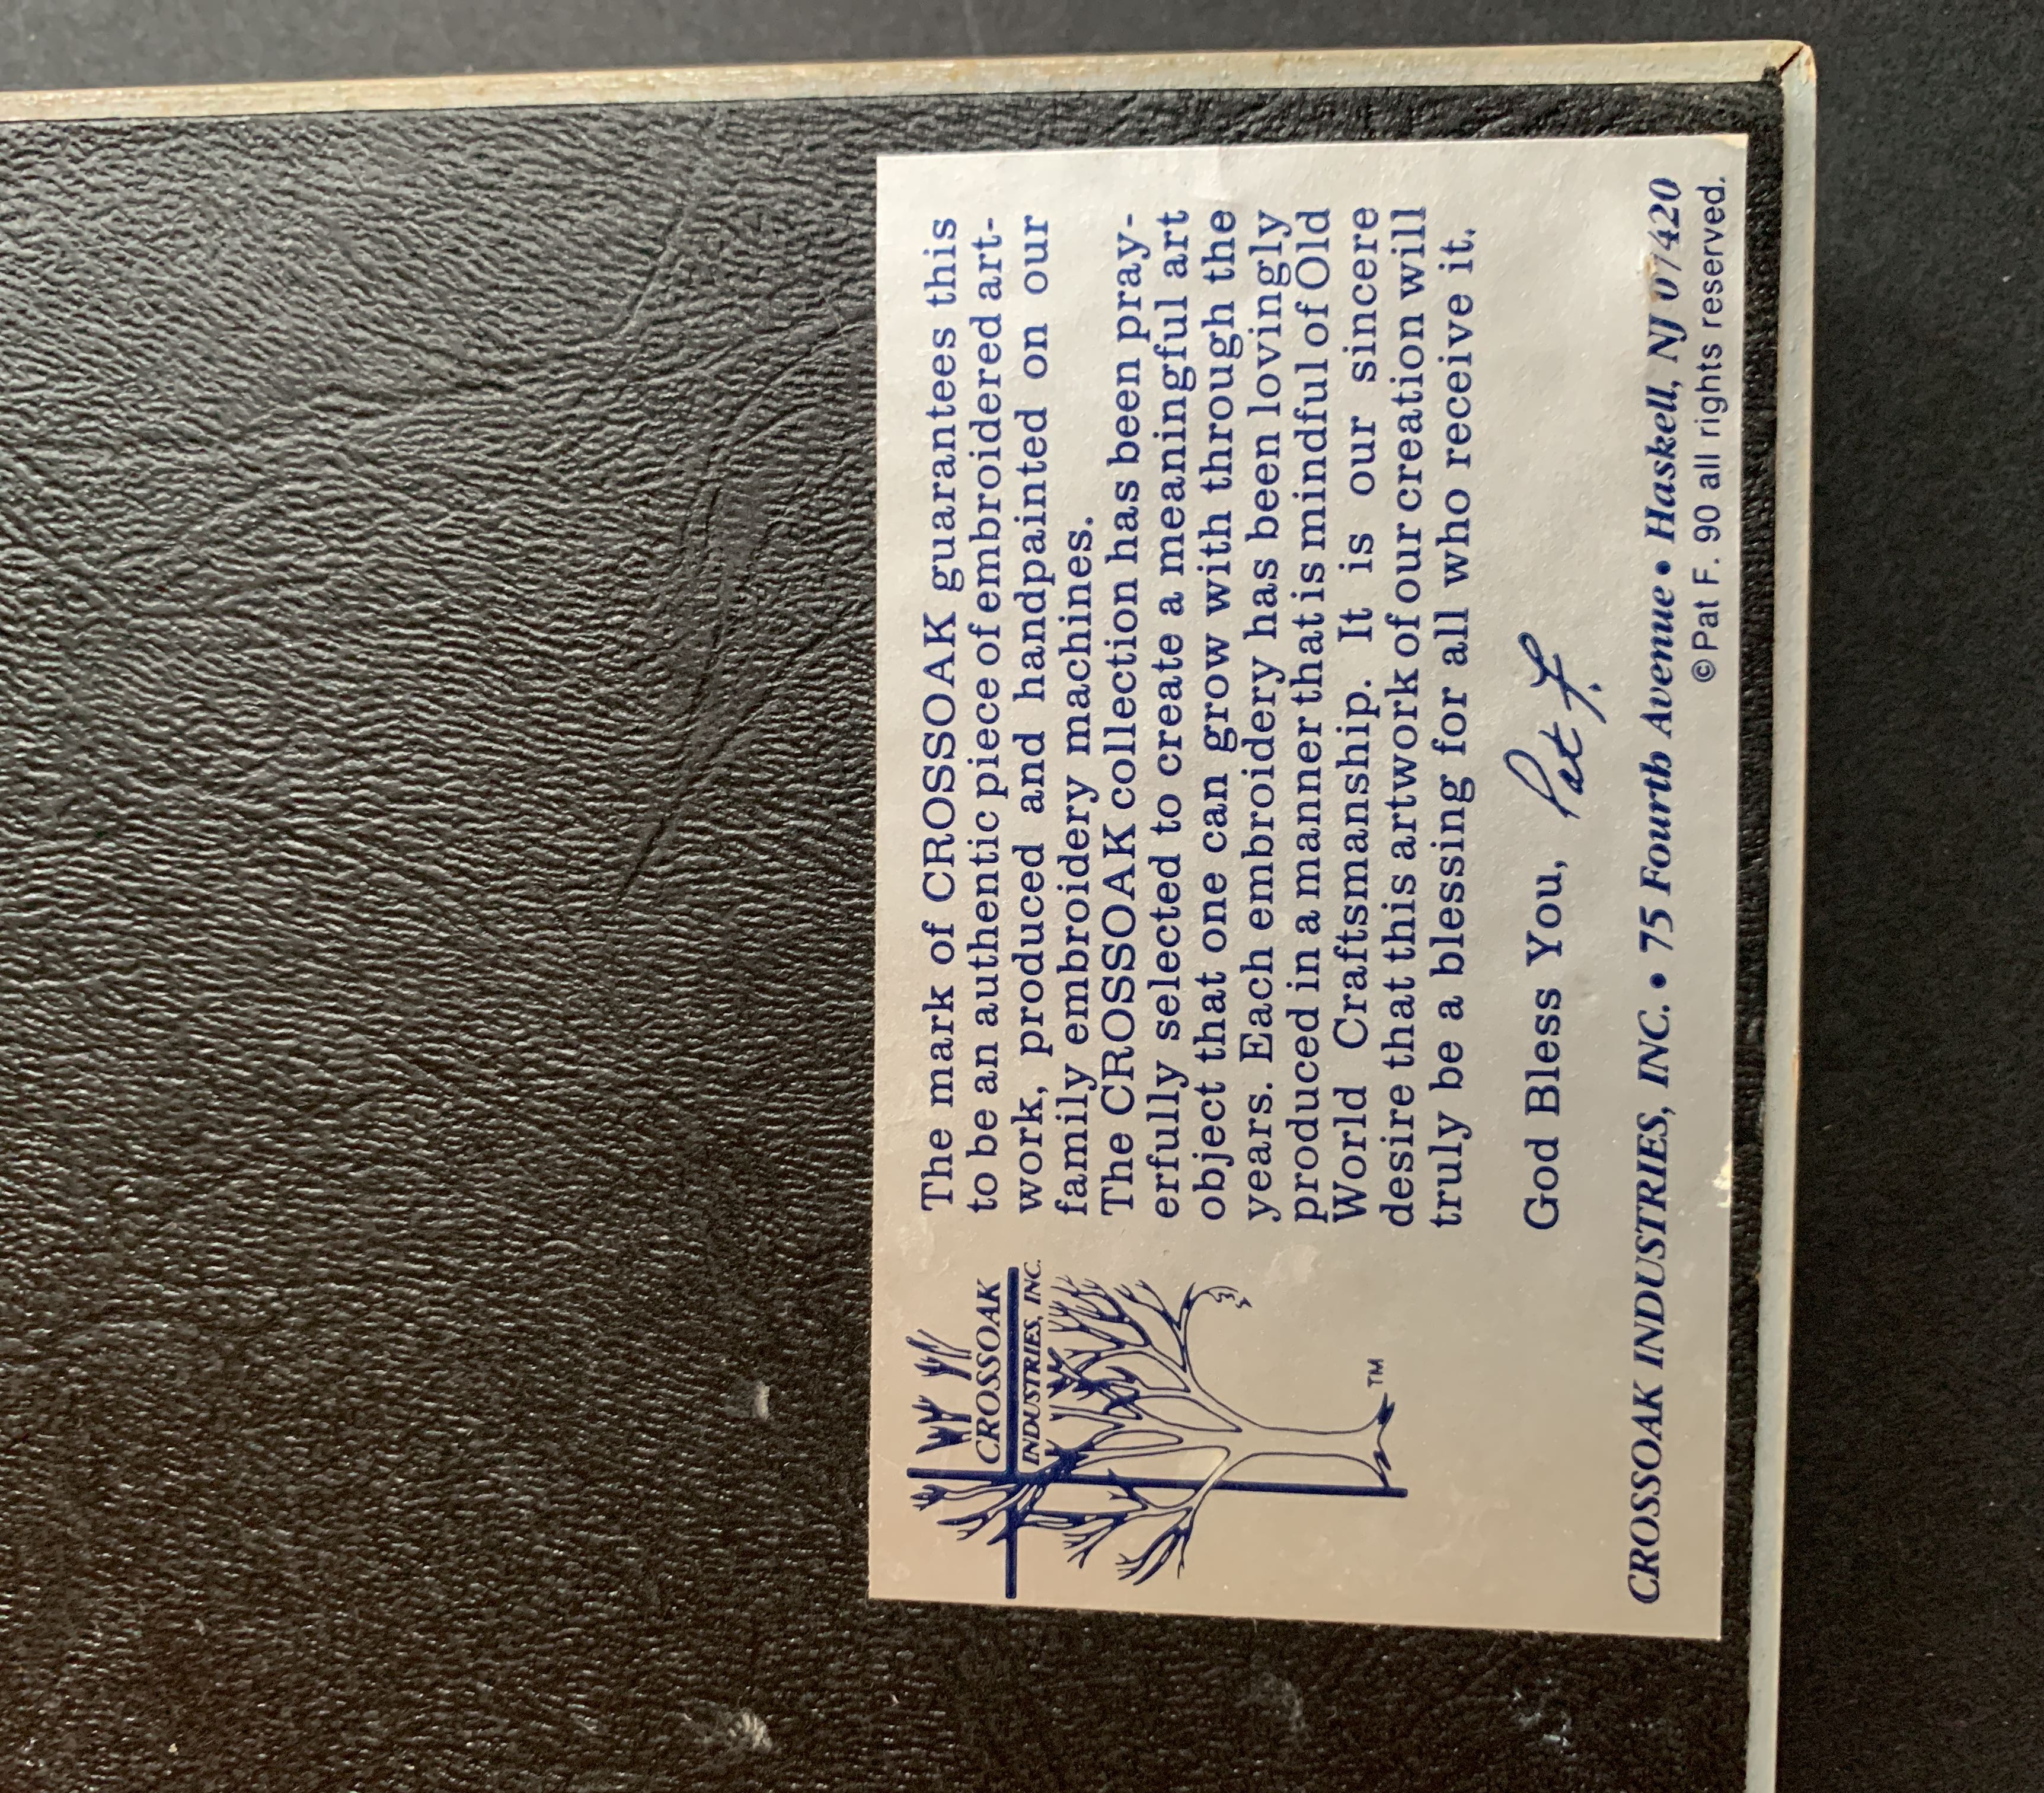 CROSSOAK
INDUSTRIES, INC.
TM
The mark of CROSSOAK guarantees this
to be an authentic piece of embroidered art-
work, produced and handpainted on our
family embroidery machines.
The CROSSOAK collection has been pray-
erfully selected to create a meaningful art
object that one can grow with through the
years. Each embroidery has been lovingly
produced in a manner that is mindful of Old
World Craftsmanship. It is our sincere
desire that this artwork of our creation will
truly be a blessing for all who receive it.
God Bless You, Pat F.
CROSSOAK INDUSTRIES, INC. • 75 Fourth Avenue • Haskell, NJ 07420
© Pat F. 90 all rights reserved.